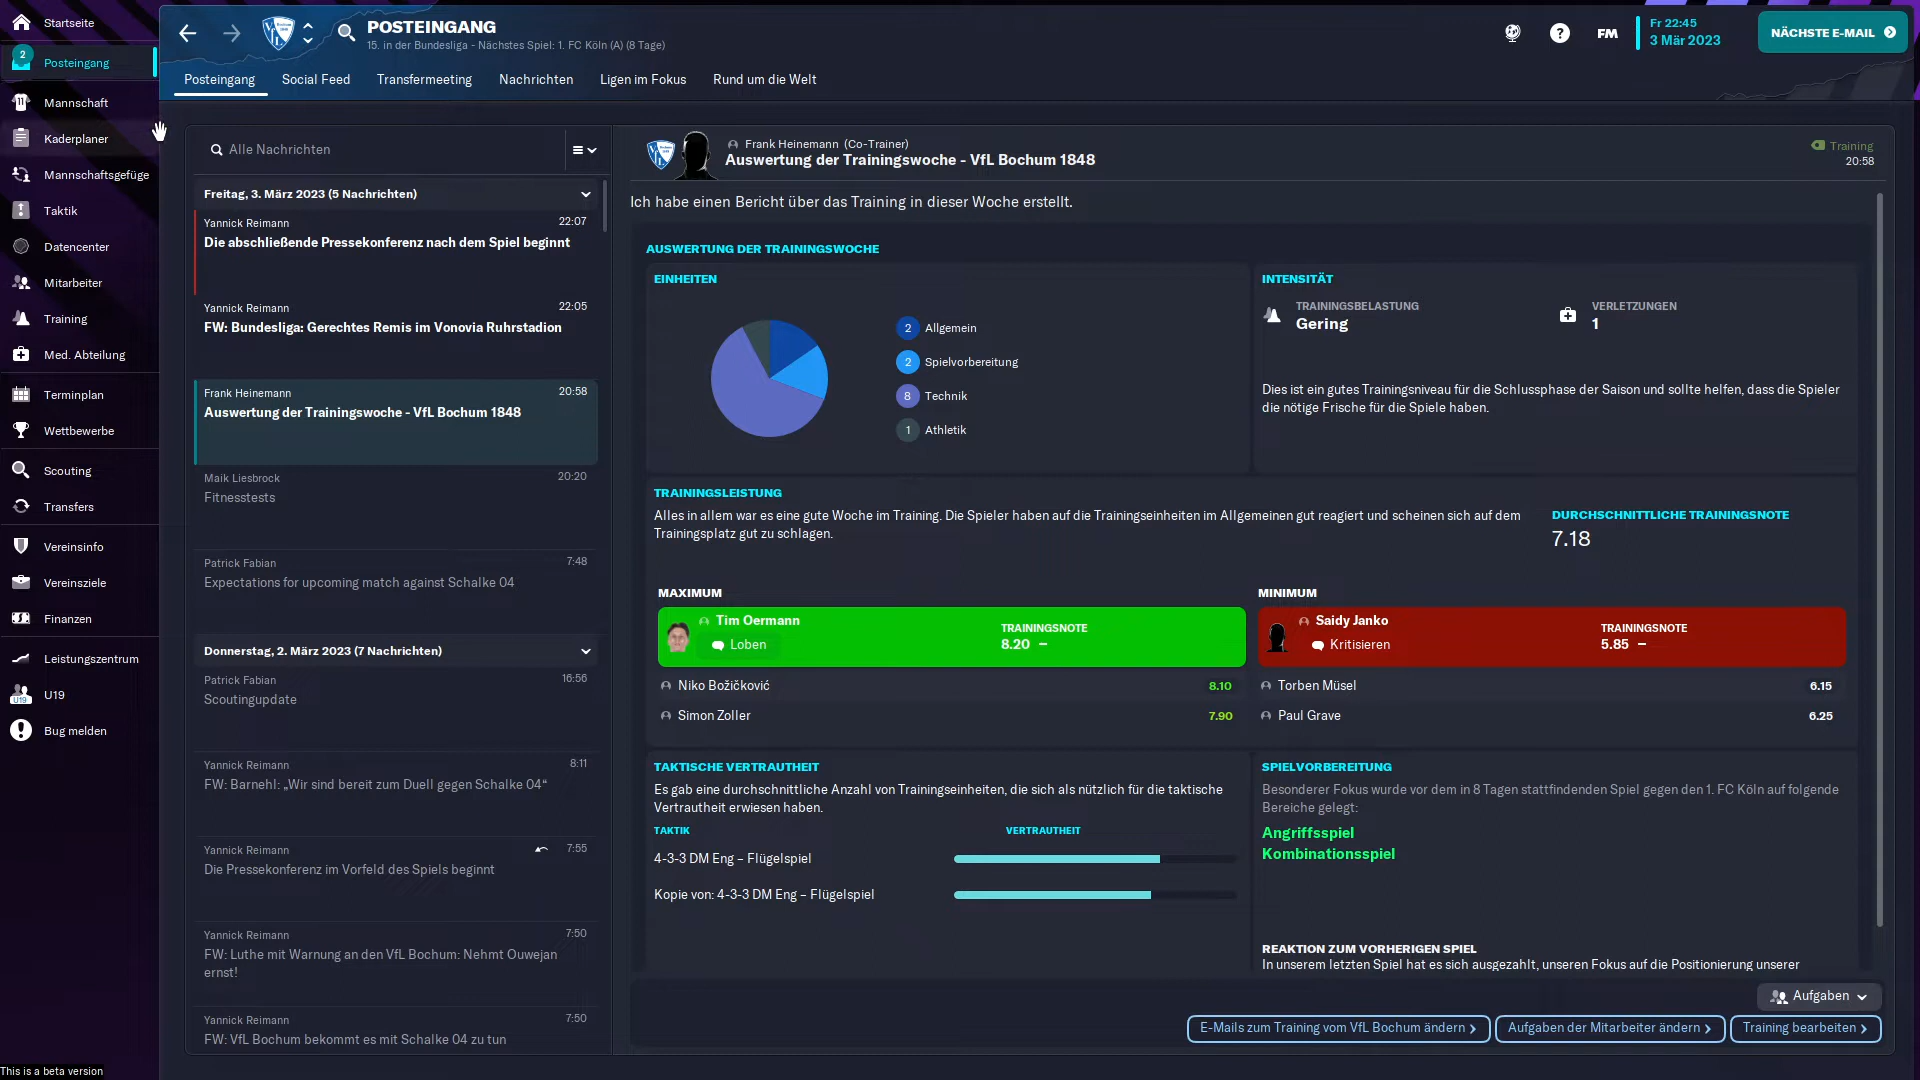 Startseite
2
Posteingang
Mannschaft
Kaderplaner
Mannschaftsgefüge
Taktik
Datencenter
Mitarbeiter
Training
Med. Abteilung
Terminplan
Wettbewerbe
Scouting
Transfers
Vereinsinfo
Vereinsziele
Finanzen
Leistungszentrum
U19
Bug melden
This is a beta version
POSTEINGANG
15. in der Bundesliga - Nächstes Spiel: 1. FC Köln (A) (8 Tage)
FM
Fr 22:45
3 Mär 2023
NÄCHSTE E-MAIL
Posteingang Social Feed Transfermeeting Nachrichten Ligen im Fokus Rund um die Welt
Alle Nachrichten
Freitag, 3. März 2023 (5 Nachrichten)
Yannick Reimann 22:07
Die abschließende Pressekonferenz nach dem Spiel beginnt
Yannick Reimann 22:05
FW: Bundesliga: Gerechtes Remis im Vonovia Ruhrstadion
Frank Heinemann 20:58
Auswertung der Trainingswoche - VfL Bochum 1848
Maik Liesbrock 20:20
Fitnesstests
Patrick Fabian 7:48
Expectations for upcoming match against Schalke 04
Donnerstag, 2. März 2023 (7 Nachrichten)
Patrick Fabian 16:56
Scoutingupdate
Yannick Reimann 8:11
FW: Barnehl: „Wir sind bereit zum Duell gegen Schalke 04“
Yannick Reimann 7:55
Die Pressekonferenz im Vorfeld des Spiels beginnt
Yannick Reimann 7:50
FW: Luthe mit Warnung an den VfL Bochum: Nehmt Ouwejan
ernst!
Yannick Reimann 7:50
FW: VfL Bochum bekommt es mit Schalke 04 zu tun
Frank Heinemann (Co-Trainer)
Auswertung der Trainingswoche - VfL Bochum 1848
Training
20:58
Ich habe einen Bericht über das Training in dieser Woche erstellt.
AUSWERTUNG DER TRAININGSWOCHE
EINHEITEN
2 Allgemein
2 Spielvorbereitung
8 Technik
1 Athletik
INTENSITÄT
TRAININGSBELASTUNG
Gering
VERLETZUNGEN
1
Dies ist ein gutes Trainingsniveau für die Schlussphase der Saison und sollte helfen, dass die Spieler
die nötige Frische für die Spiele haben.
TRAININGSLEISTUNG
Alles in allem war es eine gute Woche im Training. Die Spieler haben auf die Trainingseinheiten im Allgemeinen gut reagiert und scheinen sich auf dem
Trainingsplatz gut zu schlagen.
DURCHSCHNITTLICHE TRAININGSNOTE
7.18
MAXIMUM
Tim Oermann
Loben
TRAININGSNOTE
8.20 –
Niko Božičković 8.10
Simon Zoller 7.90
MINIMUM
Saidy Janko
Kritisieren
TRAININGSNOTE
5.85 –
Torben Müsel 6.15
Paul Grave 6.25
TAKTISCHE VERTRAUTHEIT
Es gab eine durchschnittliche Anzahl von Trainingseinheiten, die sich als nützlich für die taktische
Vertrautheit erwiesen haben.
TAKTIK VERTRAUTHEIT
4-3-3 DM Eng – Flügelspiel
Kopie von: 4-3-3 DM Eng – Flügelspiel
SPIELVORBEREITUNG
Besonderer Fokus wurde vor dem in 8 Tagen stattfindenden Spiel gegen den 1. FC Köln auf folgende
Bereiche gelegt:
Angriffsspiel
Kombinationsspiel
REAKTION ZUM VORHERIGEN SPIEL
In unserem letzten Spiel hat es sich ausgezahlt, unseren Fokus auf die Positionierung unserer
Aufgaben
E-Mails zum Training vom VfL Bochum ändern
Aufgaben der Mitarbeiter ändern
Training bearbeiten